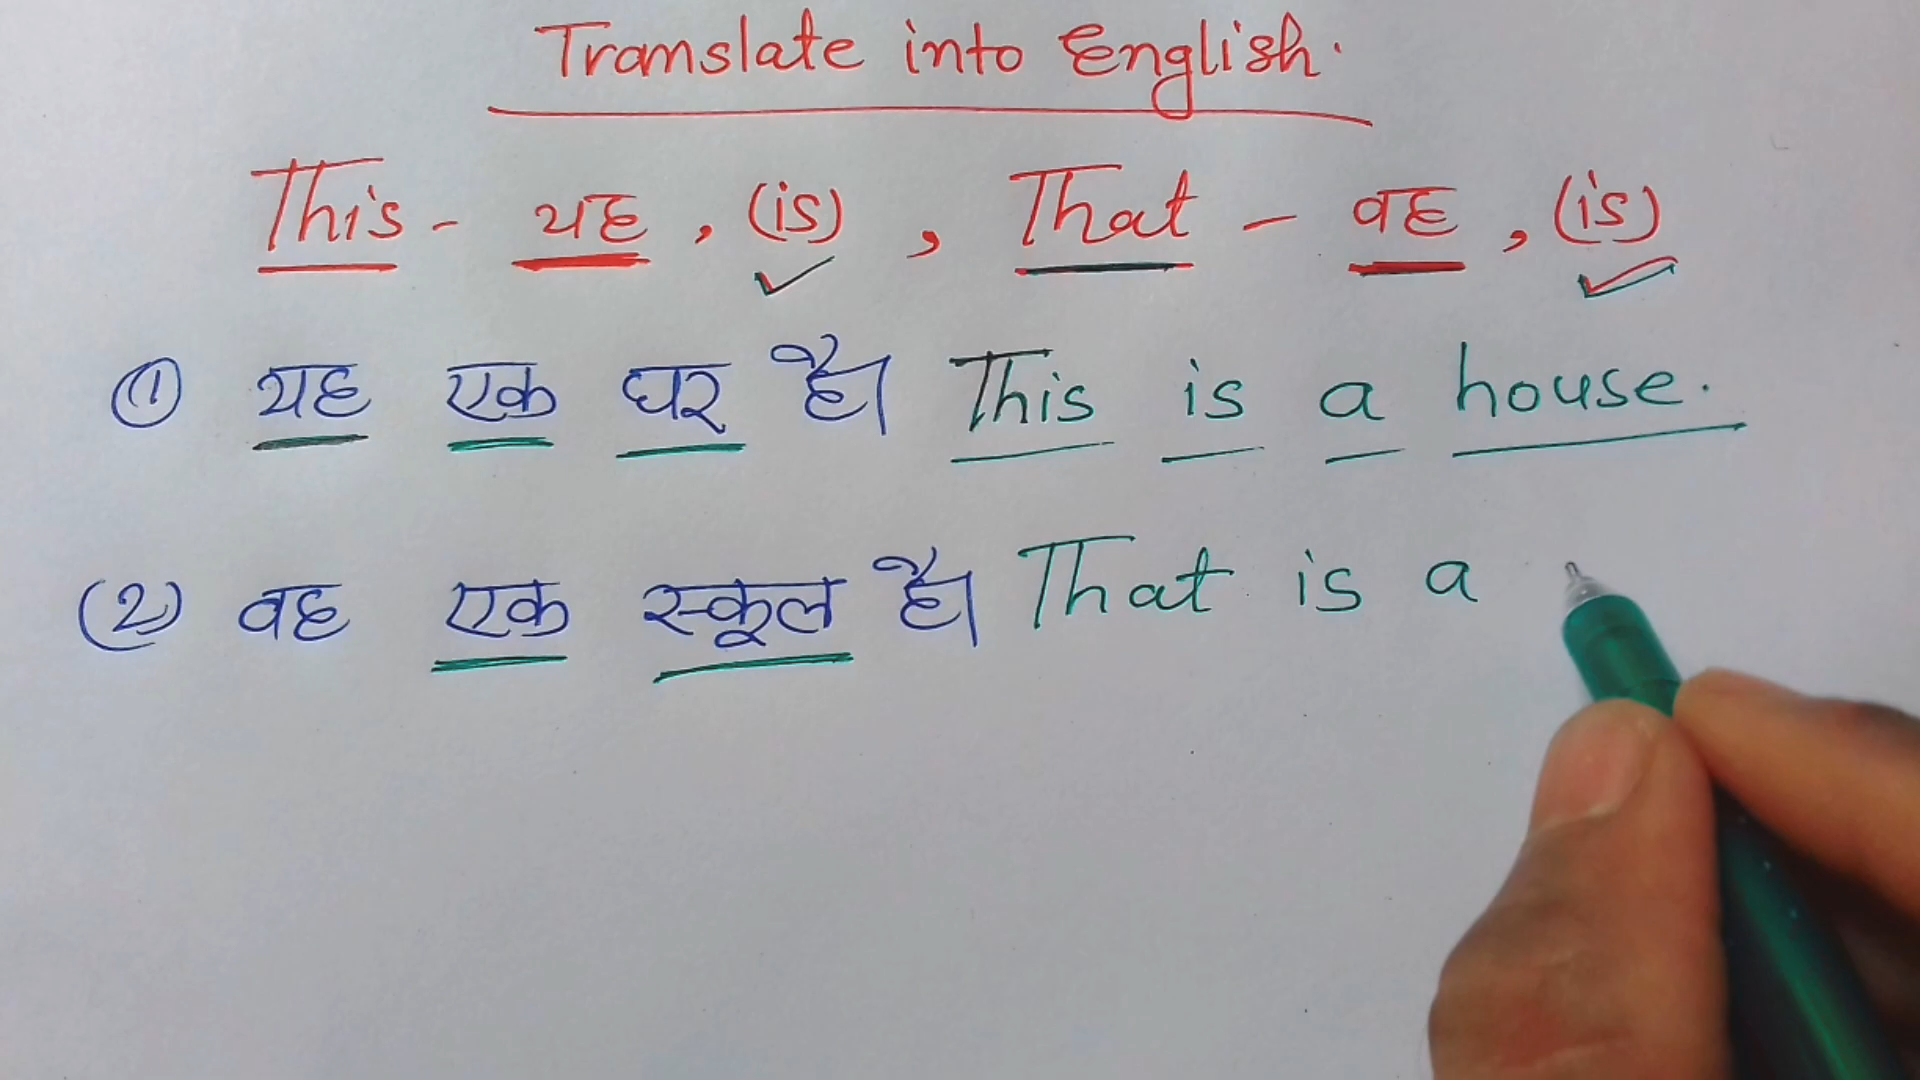 Translate into English.
This - यह , (is) , That - वह , (is)
① यह एक घर है। This is a house.
(2) वह एक स्कूल है। That is a